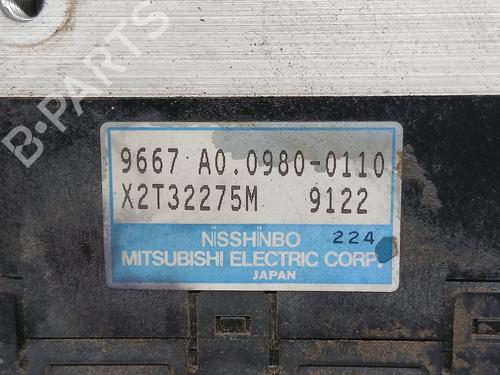 B-PARTS
9667 A0.0980-0110
X2T32275M 9122
NiSSHiNBO 224
MITSUBISHI ELECTRIC CORP.
JAPAN